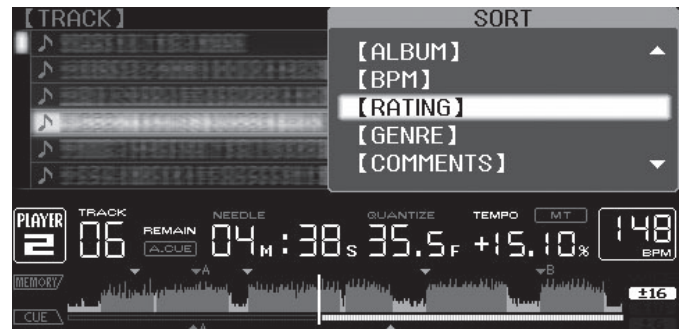 【TRACK】
SORT
【ALBUM】
【BPM】
【RATING】
【GENRE】
【COMMENTS】
PLAYER 2
TRACK 06
REMAIN
A.CUE
NEEDLE
04M:38S 35.5F
QUANTIZE
TEMPO
MT
+15.10%
148 BPM
MEMORY
A
B
±16
CUE
A